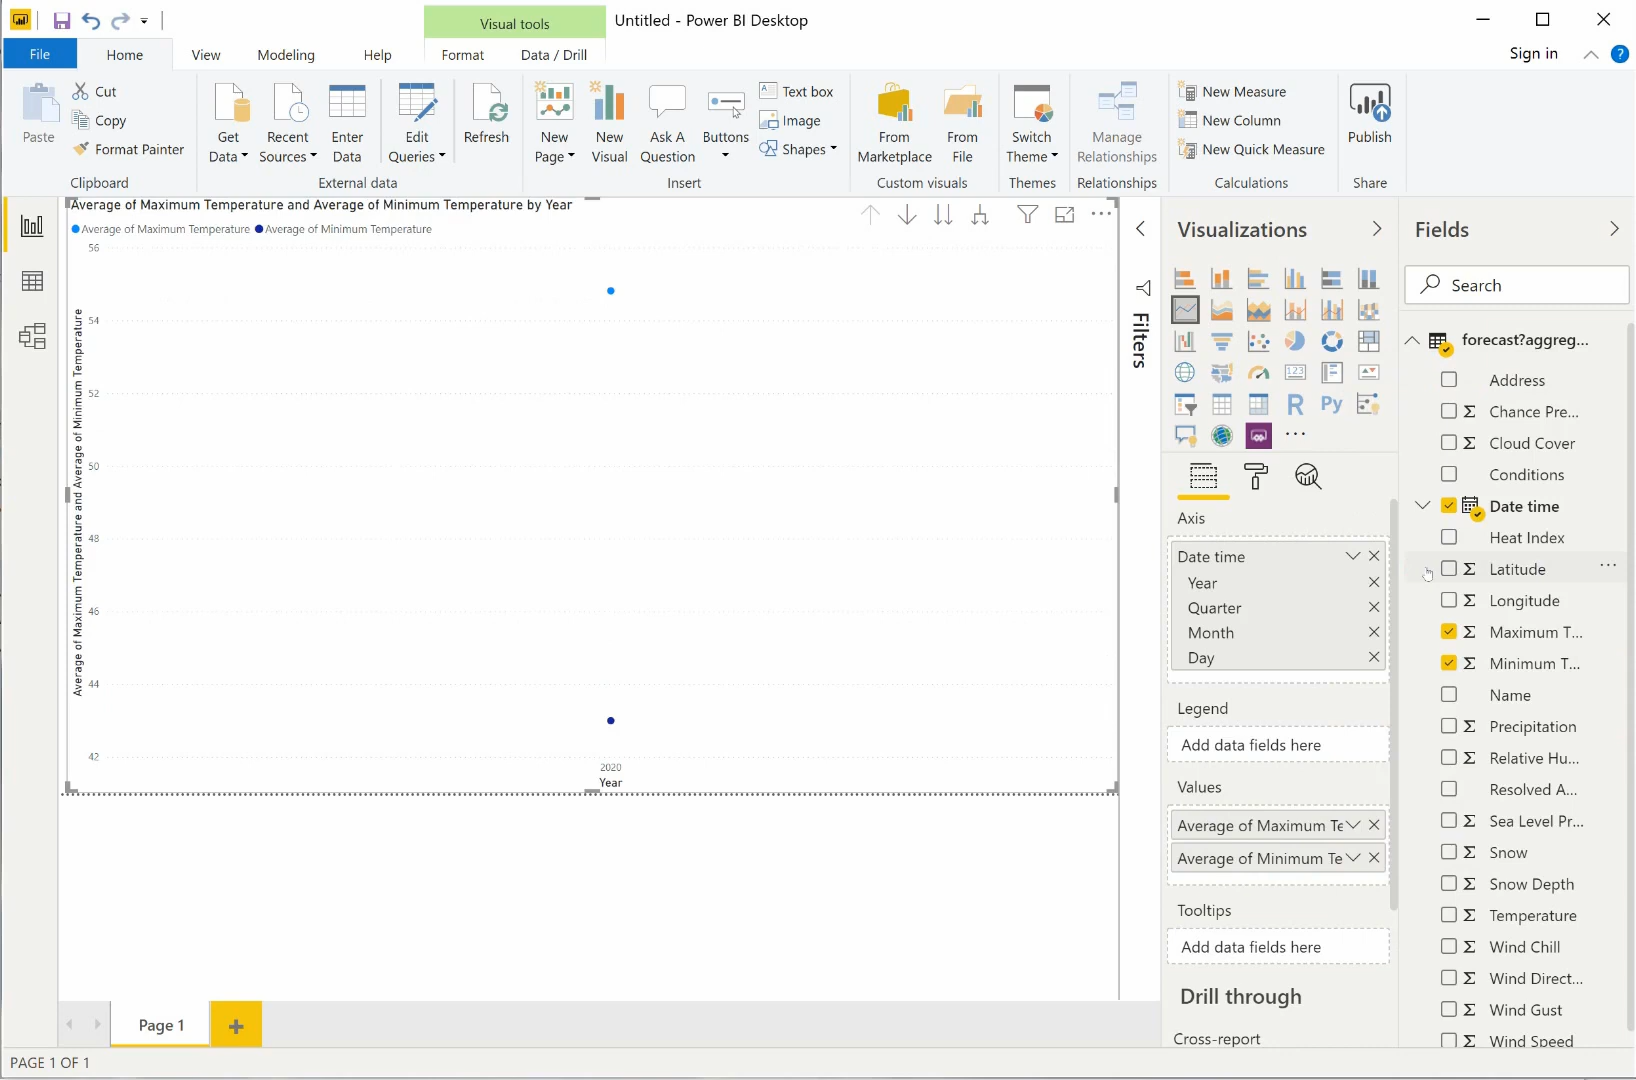 Visual tools
Untitled - Power BI Desktop
File
Home
View
Modeling
Help
Format
Data / Drill
Sign in
?
Paste
Cut
Copy
Format Painter
Get Data
Recent Sources
Enter Data
Edit Queries
Refresh
New Page
New Visual
Ask A Question
Buttons
A
Text box
Image
Shapes
From Marketplace
From File
Switch Theme
Manage Relationships
New Measure
New Column
New Quick Measure
Publish
Clipboard
External data
Insert
Custom visuals
Themes
Relationships
Calculations
Share
Average of Maximum Temperature and Average of Minimum Temperature by Year
Average of Maximum Temperature
Average of Minimum Temperature
Average of Maximum Temperature and Average of Minimum Temperature
56
54
52
50
48
46
44
42
2020
Year
Filters
Visualizations
123
R
Py
Axis
Date time
Year
Quarter
Month
Day
Legend
Add data fields here
Values
Average of Maximum Te
Average of Minimum Te
Tooltips
Add data fields here
Drill through
Cross-report
Fields
Search
forecast?aggreg...
Address
Σ Chance Pre...
Σ Cloud Cover
Conditions
Date time
Heat Index
Σ Latitude
Σ Longitude
Σ Maximum T...
Σ Minimum T...
Name
Σ Precipitation
Σ Relative Hu...
Resolved A...
Σ Sea Level Pr...
Σ Snow
Σ Snow Depth
Σ Temperature
Σ Wind Chill
Σ Wind Direct...
Σ Wind Gust
Σ Wind Speed
Page 1
+
PAGE 1 OF 1